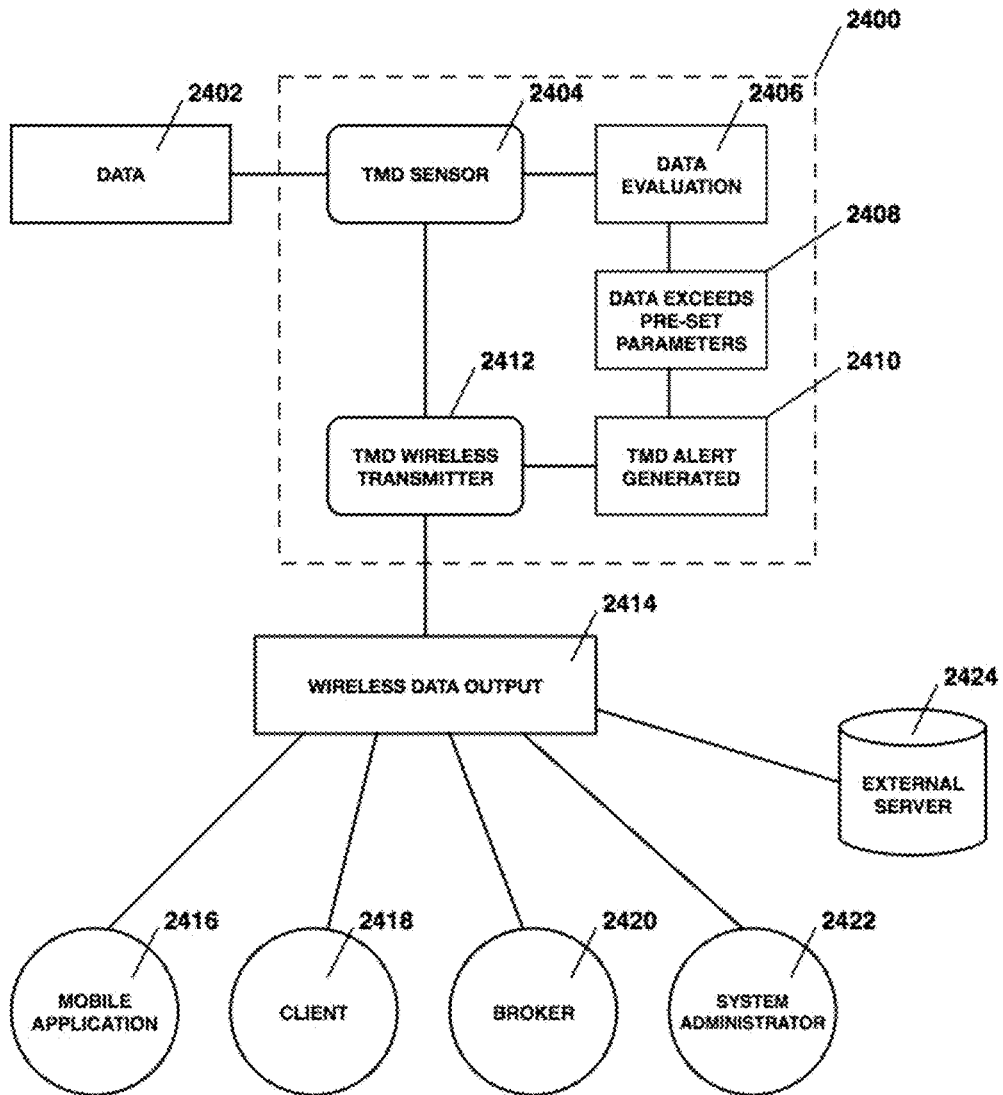 2400
2402
2404
2406
DATA
TMD SENSOR
DATA
EVALUATION
2408
DATA EXCEEDS
PRE-SET
PARAMETERS
2412
2410
TMD WIRELESS
TRANSMITTER
TMD ALERT
GENERATED
2414
WIRELESS DATA OUTPUT
2424
EXTERNAL
SERVER
2416
2418
2420
2422
MOBILE
APPLICATION
CLIENT
BROKER
SYSTEM
ADMINISTRATOR